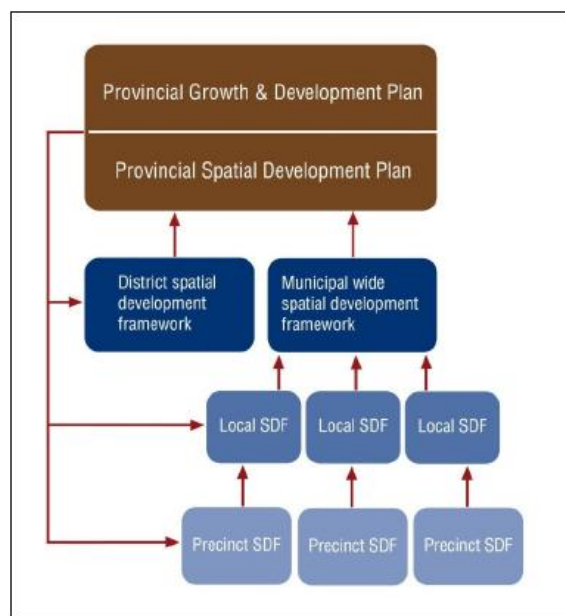 Provincial Growth & Development Plan
Provincial Spatial Development Plan
District spatial
development
framework
Municipal wide
spatial development
framework
Local SDF
Local SDF
Local SDF
Precinct SDF
Precinct SDF
Precinct SDF